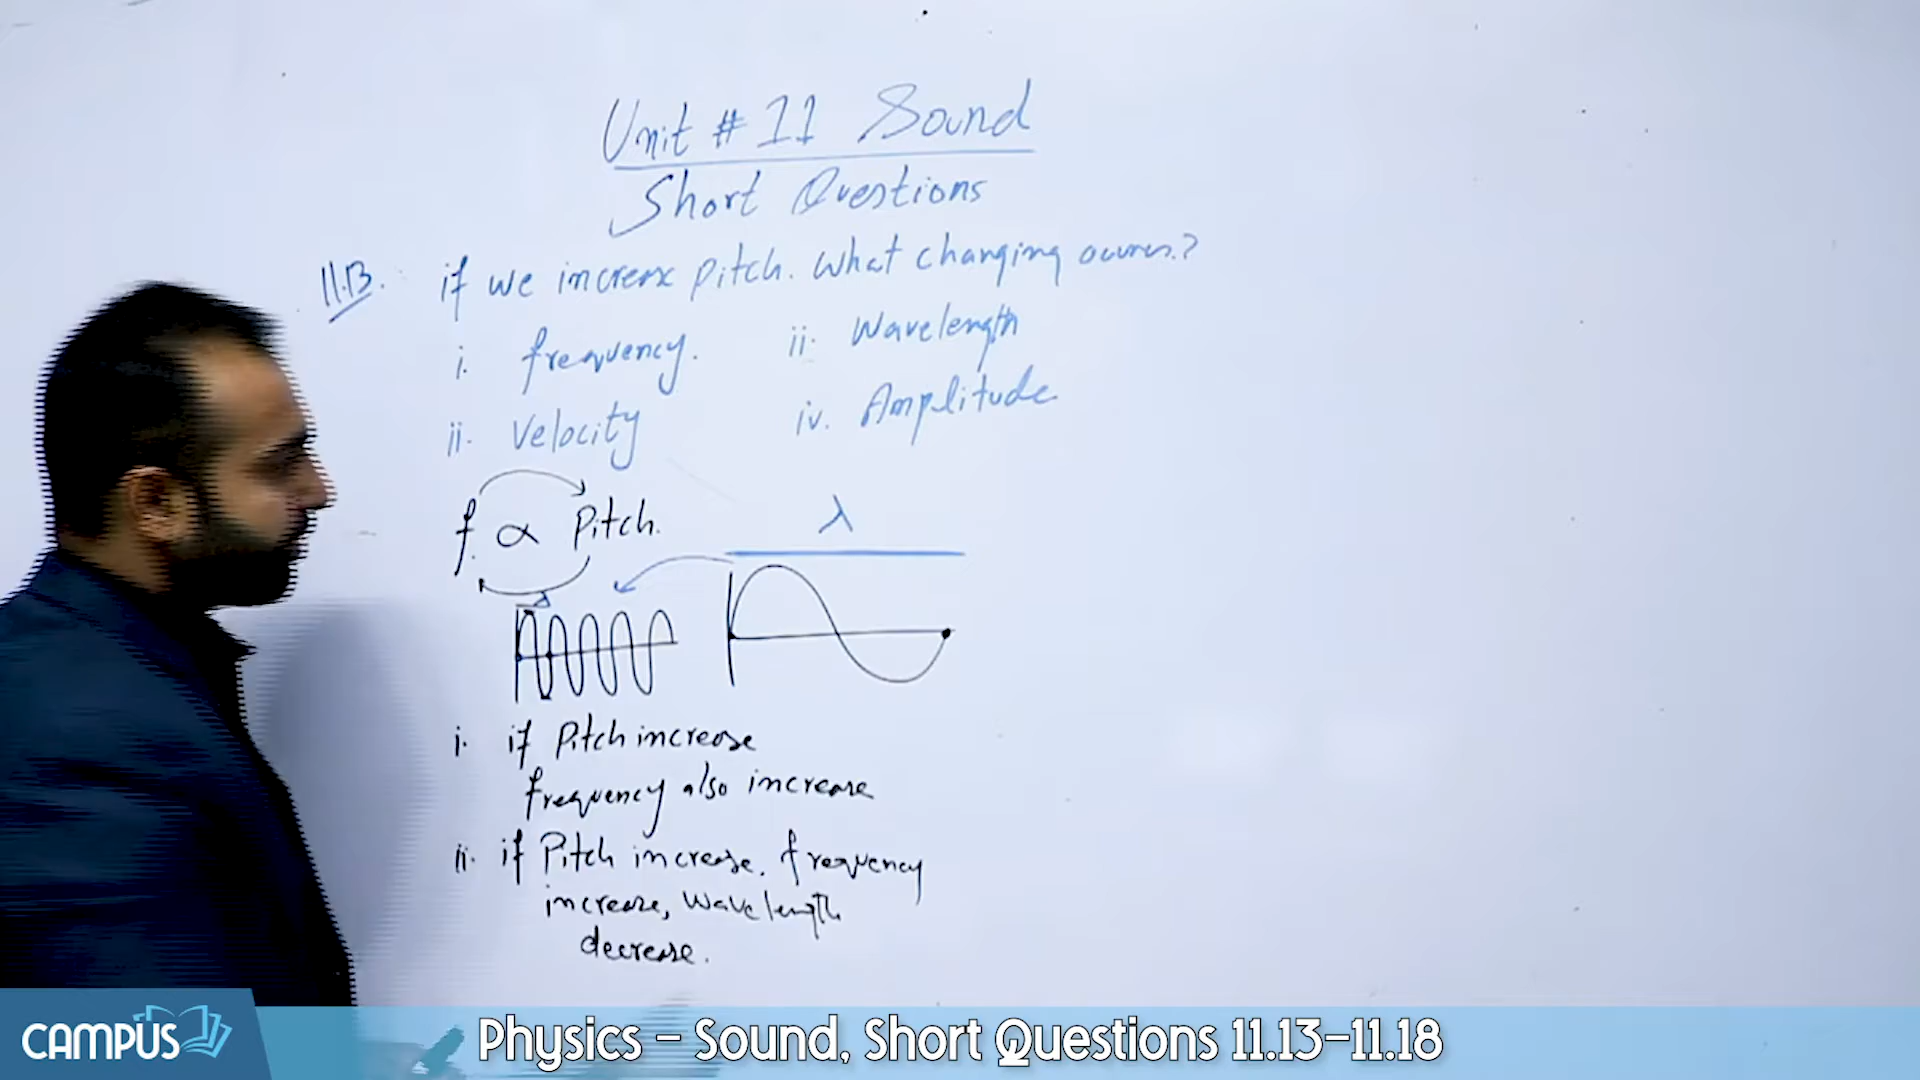 Unit # 11 Sound
Short Questions
11.13. if we increase pitch. What changing occures.?
i. frequency. ii. Wavelength
ii. Velocity iv. Amplitude
f ∝ Pitch.
λ
λ
i. if Pitch increase
frequency also increase
ii. if Pitch increase. frequency
increase, wavelength
decrease.
CAMPUS
Physics – Sound, Short Questions 11.13–11.18